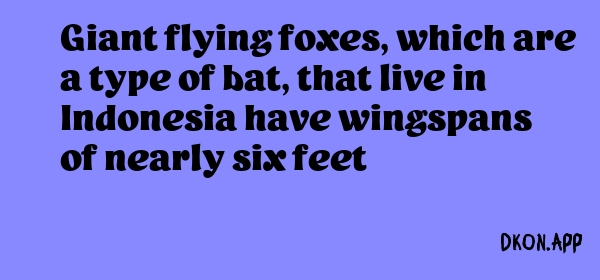 Giant flying foxes, which are
a type of bat, that live in
Indonesia have wingspans
of nearly six feet
DKON.APP